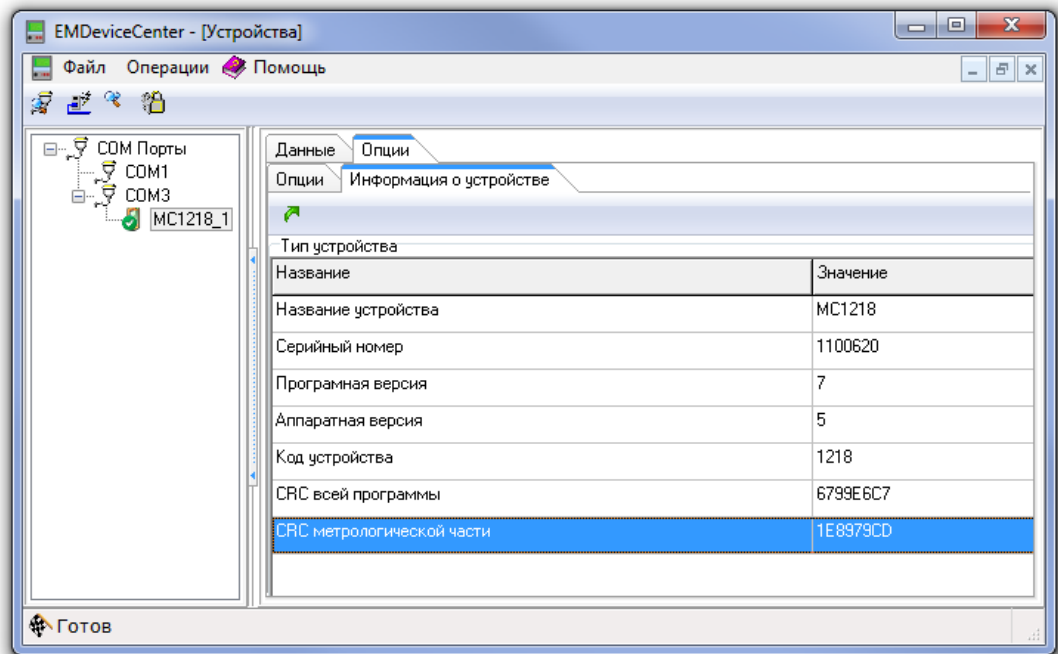 EMDeviceCenter - [Устройства]
Файл Операции Помощь
COM Порты
COM1
COM3
MC1218_1
Данные Опции
Опции Информация о устройстве
Тип устройства
Название Значение
Название устройства MC1218
Серийный номер 1100620
Програмная версия 7
Аппаратная версия 5
Код устройства 1218
CRC всей программы 6799E6C7
CRC метрологической части 1E8979CD
Готов